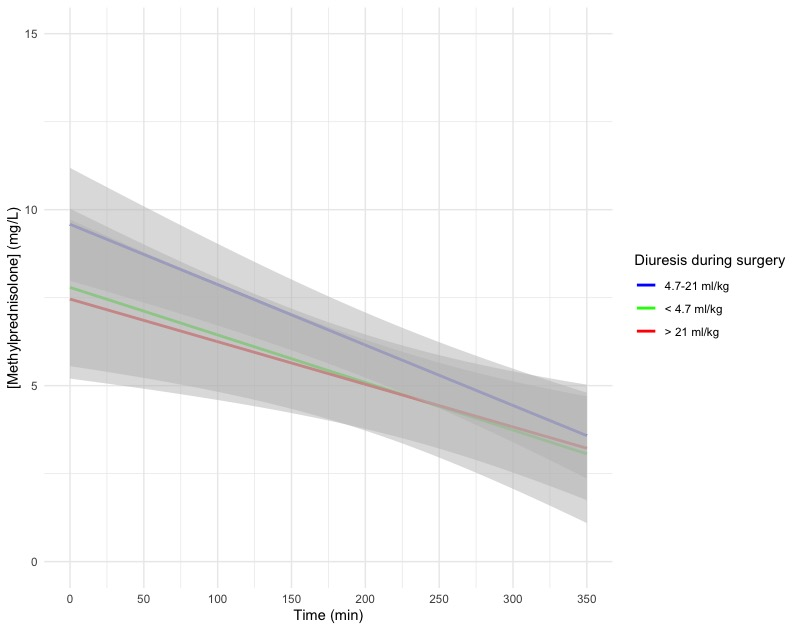 15
10
5
0
[Methylprednisolone] (mg/L)
0 50 100 150 200 250 300 350
Time (min)
Diuresis during surgery
4.7-21 ml/kg
< 4.7 ml/kg
> 21 ml/kg